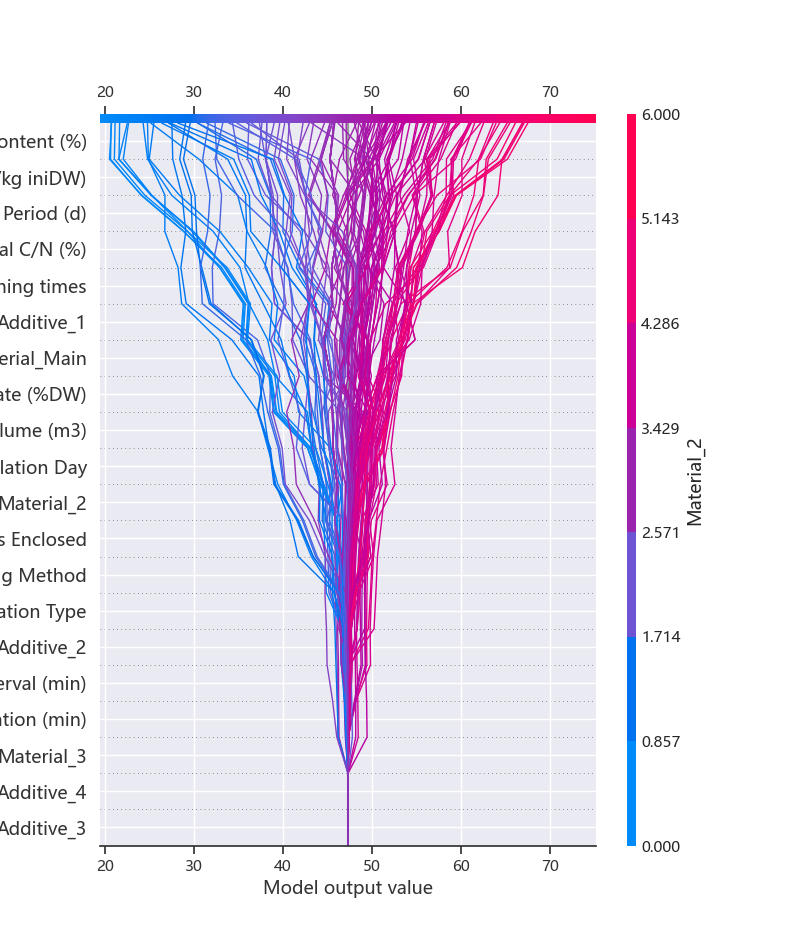 20 30 40 50 60 70
ontent (%)
/kg iniDW)
Period (d)
al C/N (%)
ning times
Additive_1
erial_Main
ate (%DW)
lume (m3)
lation Day
Material_2
s Enclosed
g Method
ation Type
Additive_2
erval (min)
ation (min)
Material_3
Additive_4
Additive_3
20 30 40 50 60 70
Model output value
6.000
5.143
4.286
3.429
2.571
1.714
0.857
0.000
Material_2